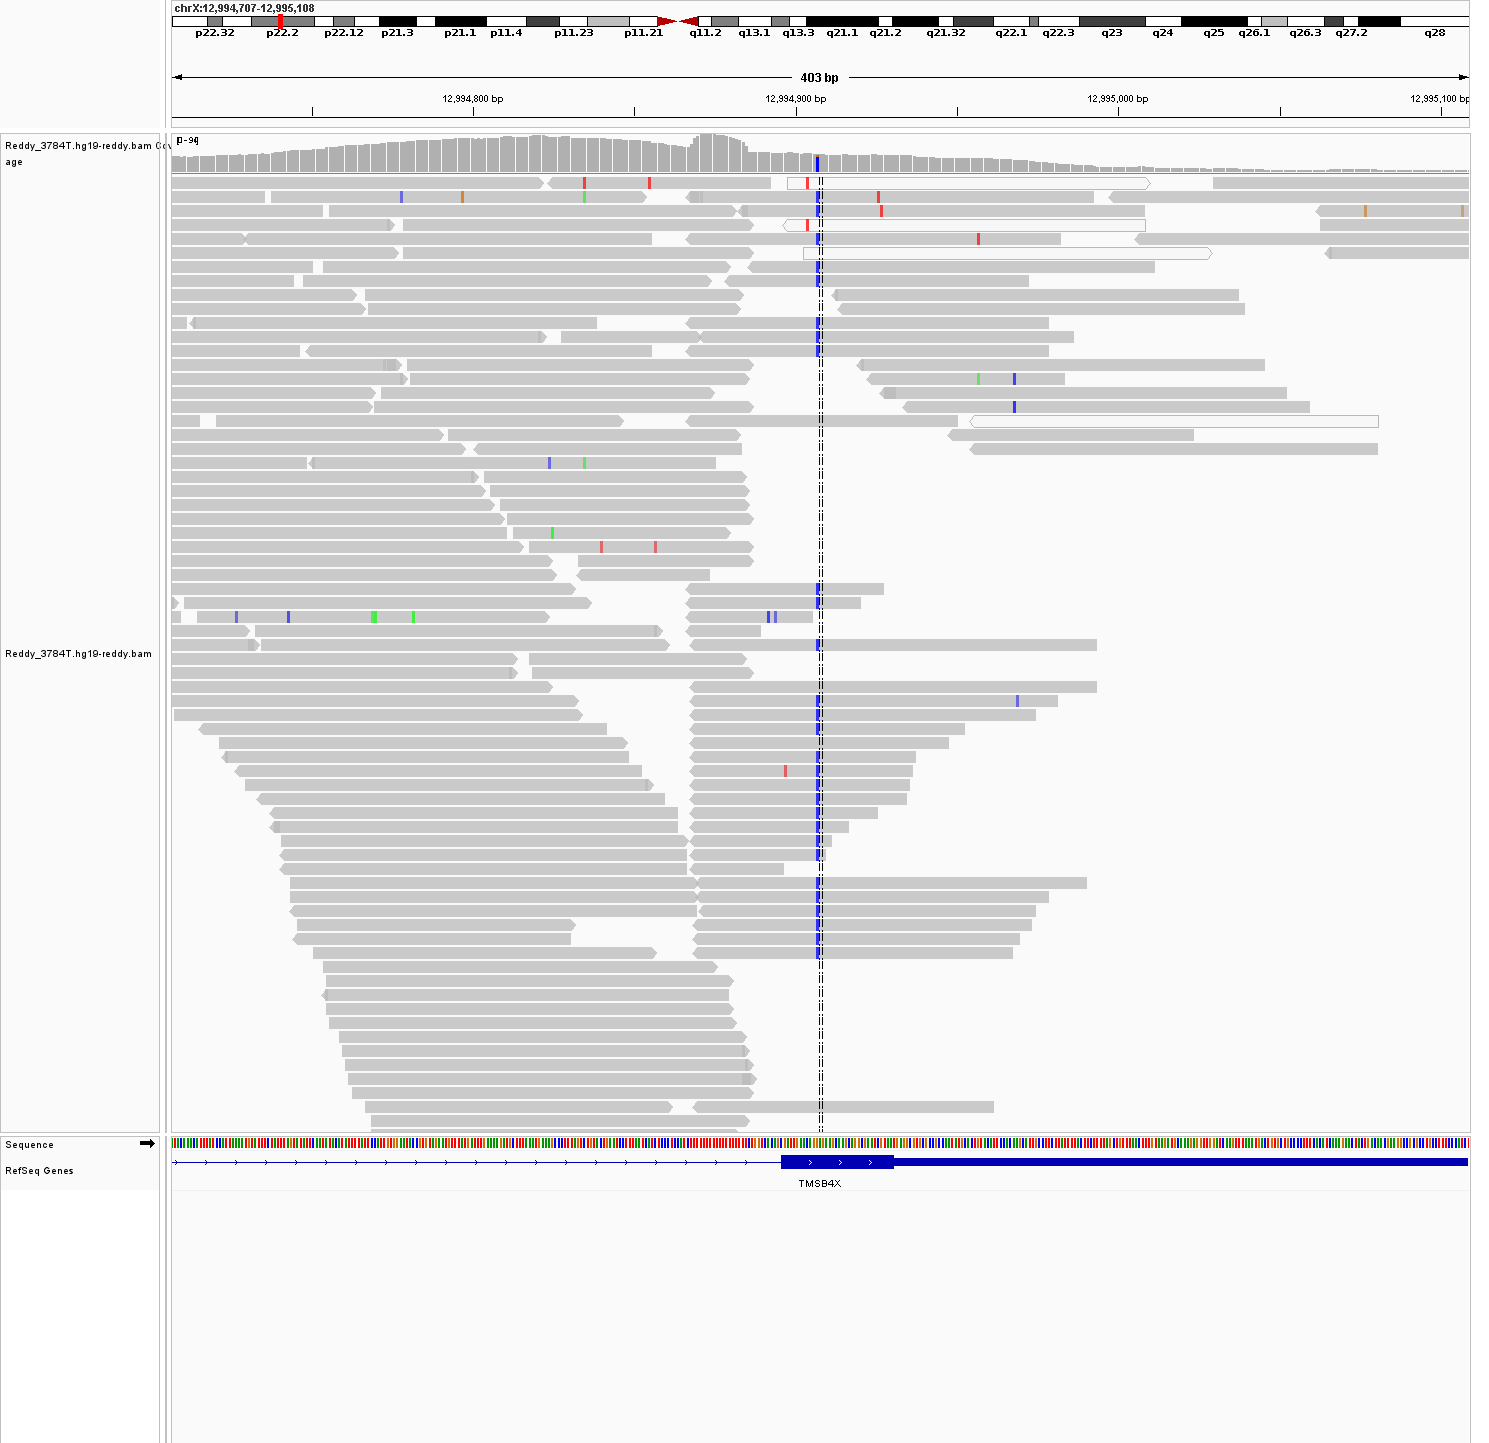 chrX:12,994,707-12,995,108
p22.32 p22.2 p22.12 p21.3 p21.1 p11.4 p11.23 p11.21 q11.2 q13.1 q13.3 q21.1 q21.2 q21.32 q22.1 q22.3 q23 q24 q25 q26.1 q26.3 q27.2 q28
403 bp
12,994,800 bp 12,994,900 bp 12,995,000 bp 12,995,100 bp
[0-94]
Reddy_3784T.hg19-reddy.bam Cov
age
Reddy_3784T.hg19-reddy.bam
Sequence
RefSeq Genes
TMSB4X